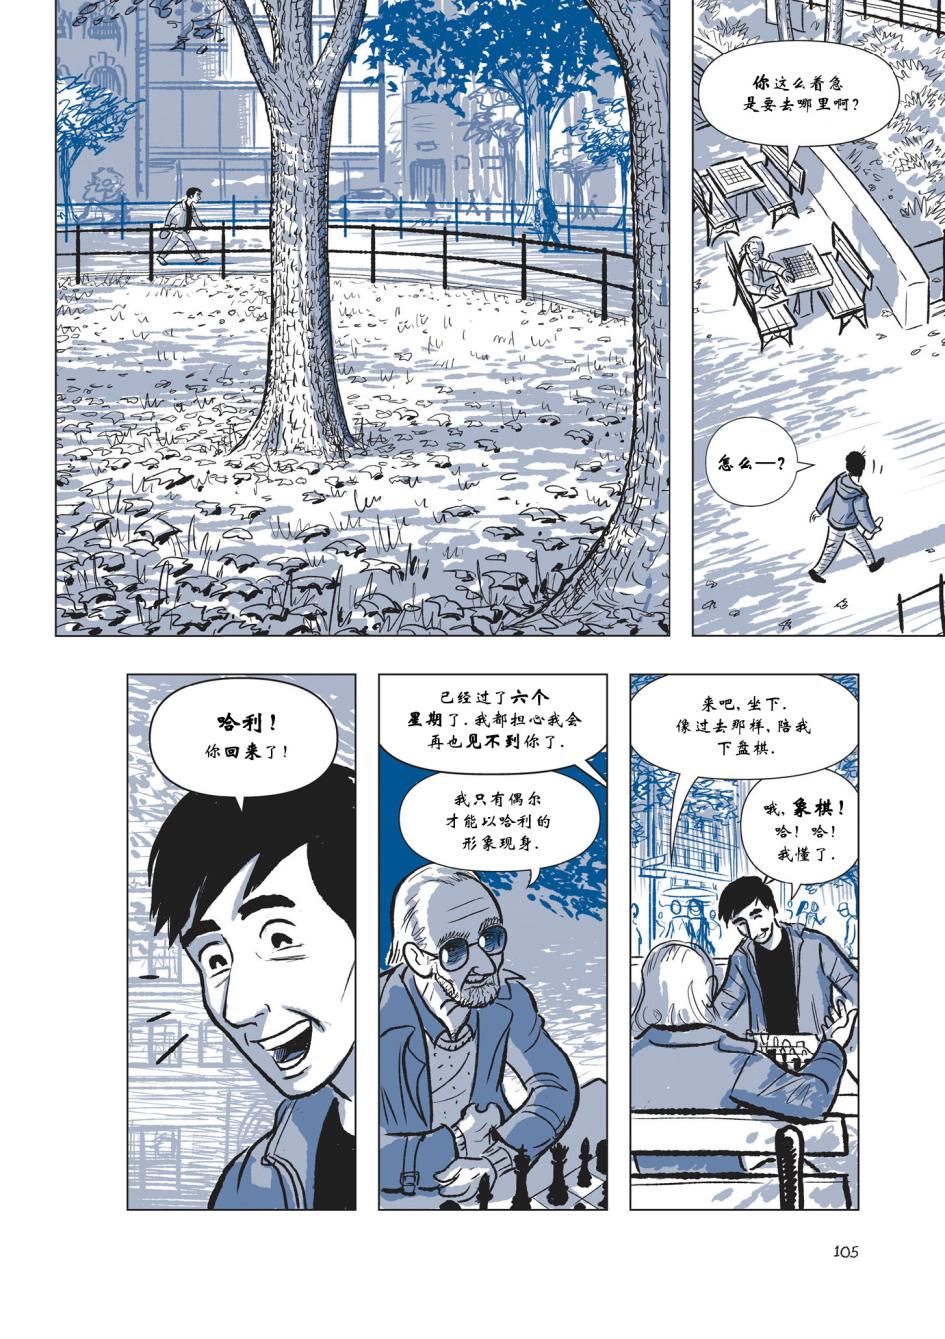 你这么着急
是要去哪里啊?
怎么—?
哈利!
你回来了!
已经过了六个
星期了. 我都担心我会
再也见不到你了.
我只有偶尔
才能以哈利的
形象现身.
来吧, 坐下.
像过去那样, 陪我
下盘棋.
哦, 象棋!
哈! 哈!
我懂了.
105